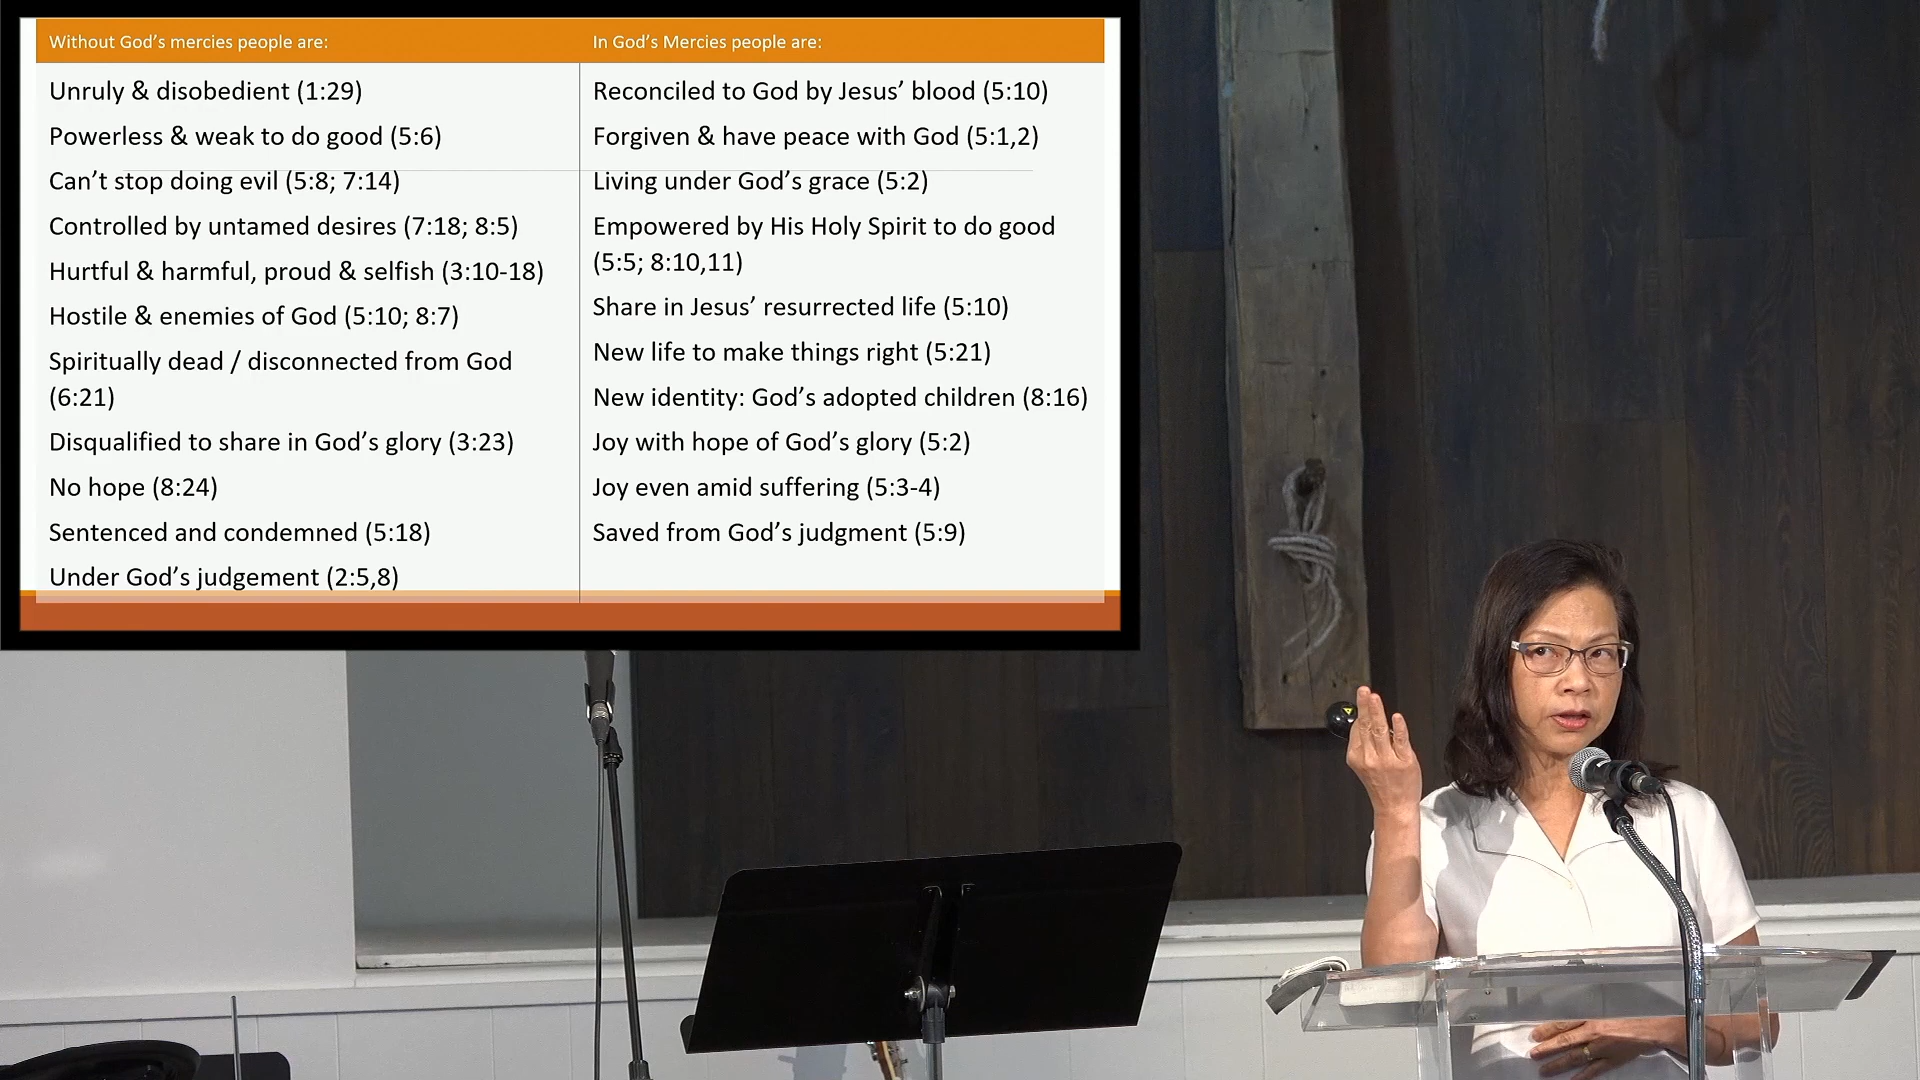 Without God's mercies people are:
In God's Mercies people are:
Unruly & disobedient (1:29)
Powerless & weak to do good (5:6)
Can't stop doing evil (5:8; 7:14)
Controlled by untamed desires (7:18; 8:5)
Hurtful & harmful, proud & selfish (3:10-18)
Hostile & enemies of God (5:10; 8:7)
Spiritually dead / disconnected from God
(6:21)
Disqualified to share in God's glory (3:23)
No hope (8:24)
Sentenced and condemned (5:18)
Under God's judgement (2:5,8)
Reconciled to God by Jesus' blood (5:10)
Forgiven & have peace with God (5:1,2)
Living under God's grace (5:2)
Empowered by His Holy Spirit to do good
(5:5; 8:10,11)
Share in Jesus' resurrected life (5:10)
New life to make things right (5:21)
New identity: God's adopted children (8:16)
Joy with hope of God's glory (5:2)
Joy even amid suffering (5:3-4)
Saved from God's judgment (5:9)